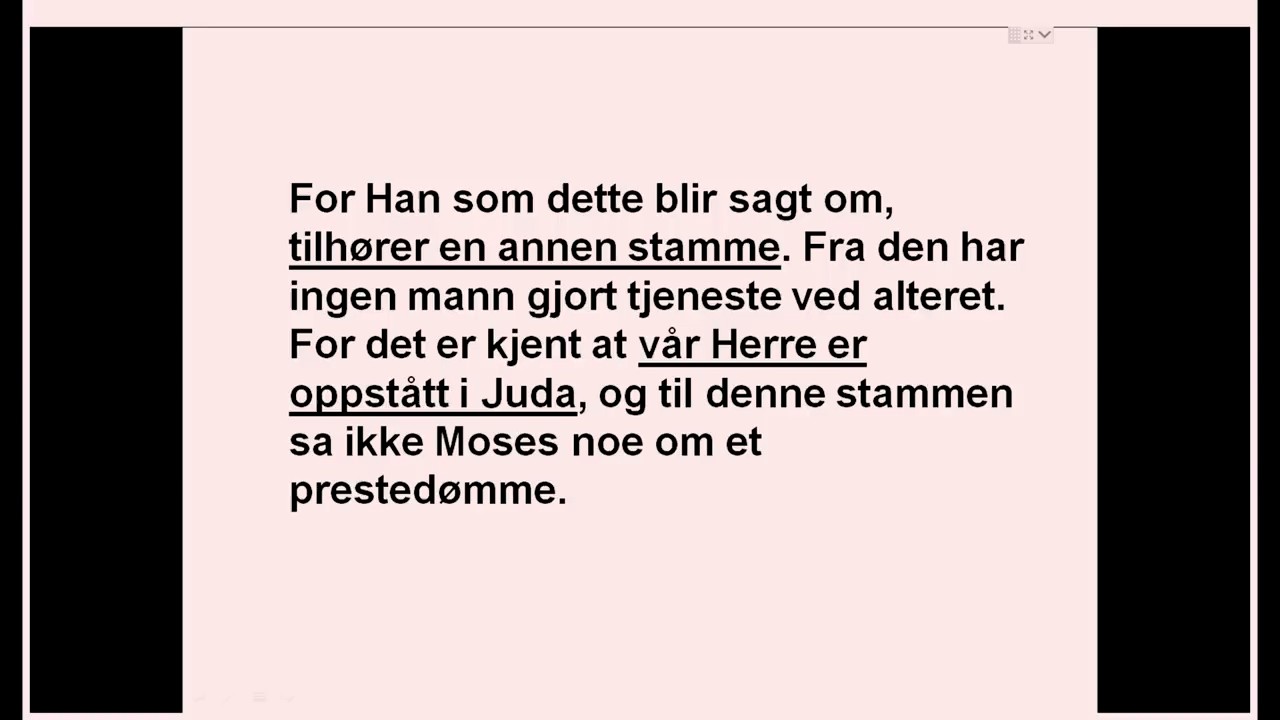 For Han som dette blir sagt om,
tilhører en annen stamme. Fra den har
ingen mann gjort tjeneste ved alteret.
For det er kjent at vår Herre er
oppstått i Juda, og til denne stammen
sa ikke Moses noe om et
prestedømme.